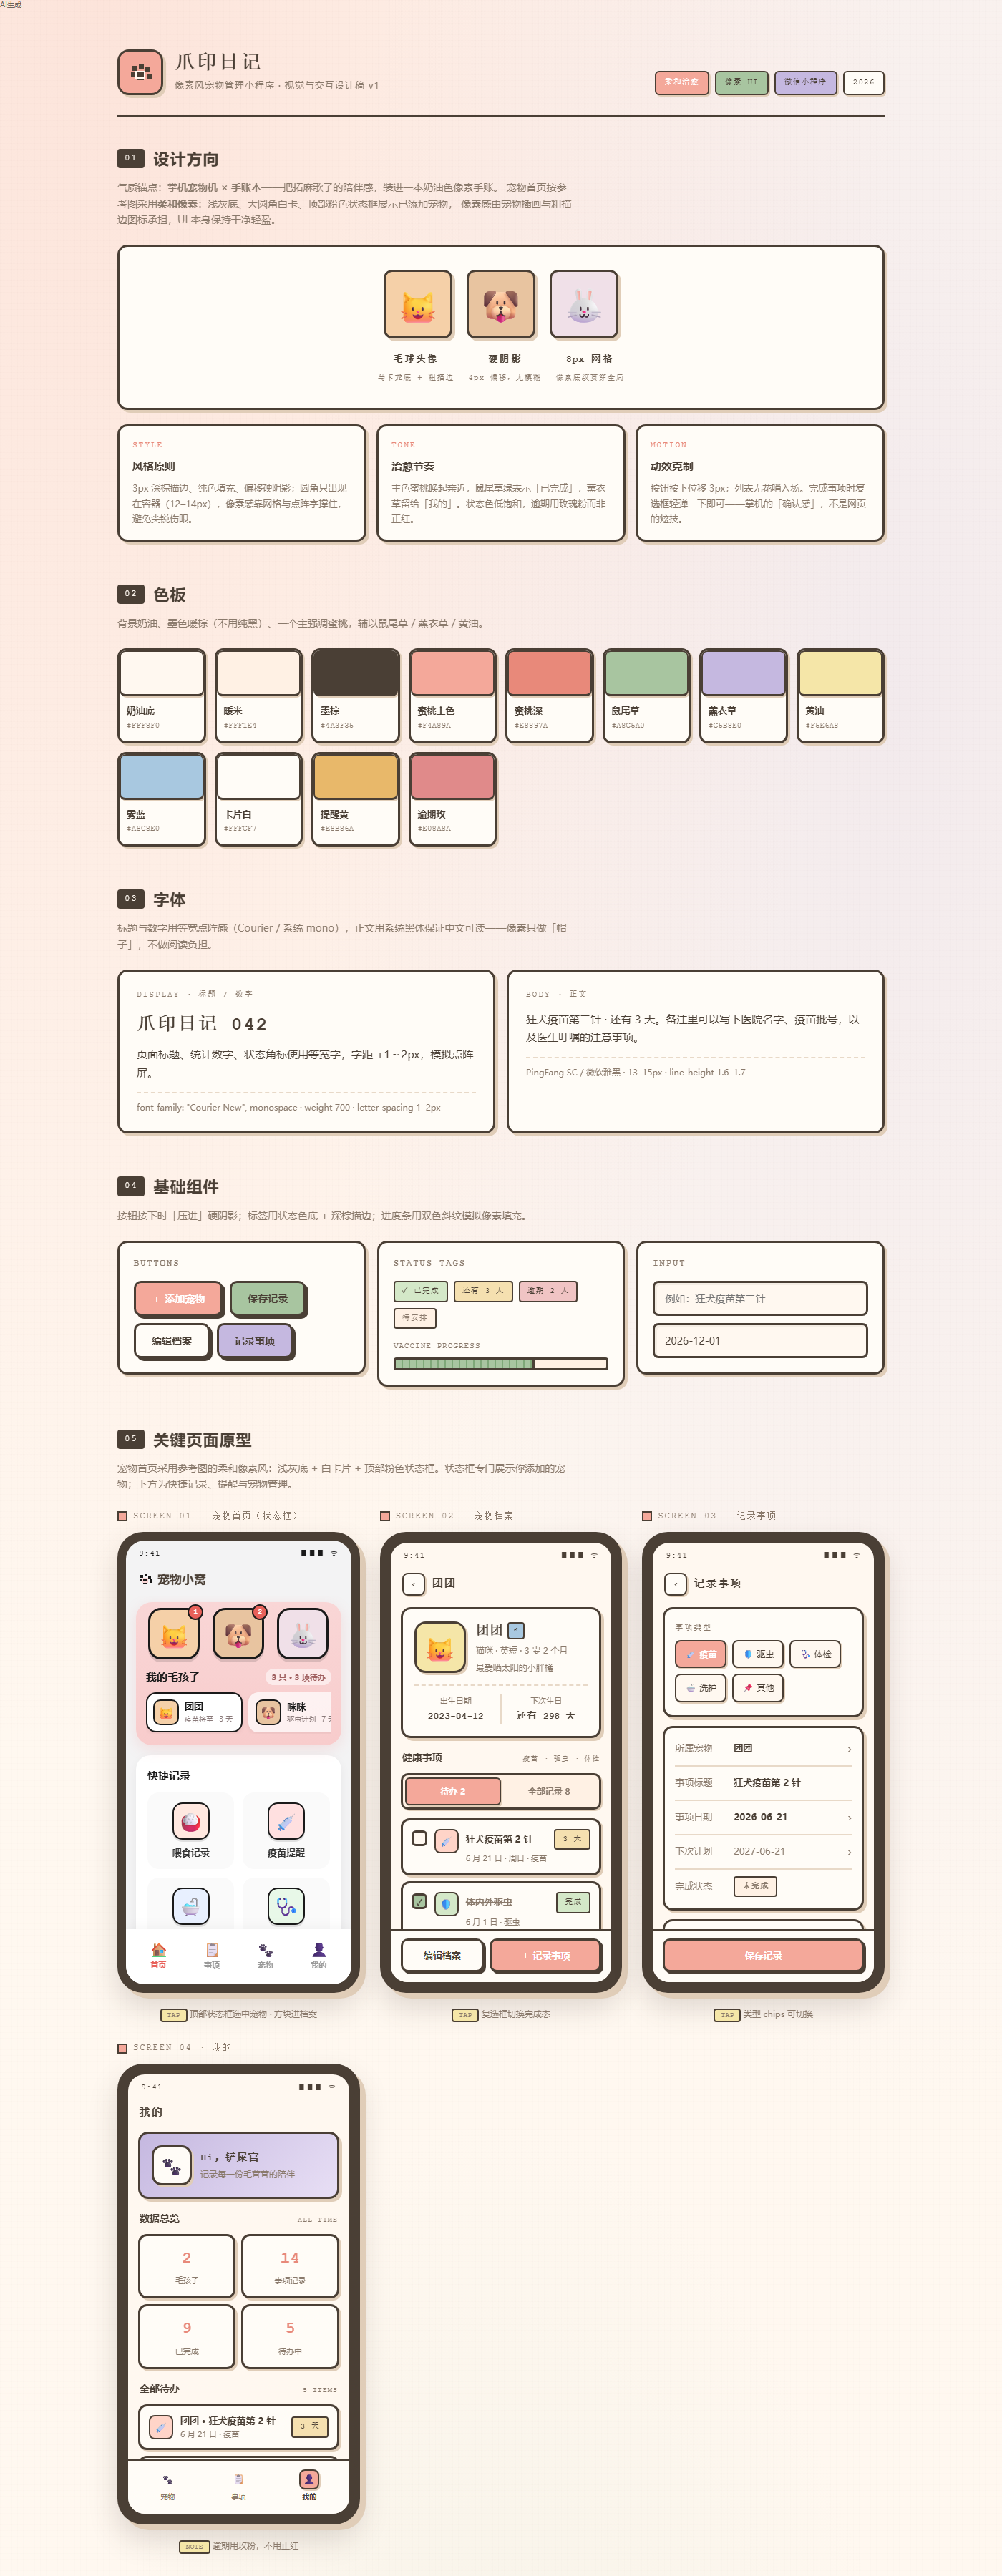 AI生成
爪印日记
像素风宠物管理小程序 · 视觉与交互设计稿 v1
柔和治愈
像素 UI
微信小程序
2026
01 设计方向
气质锚点：掌机宠物机 × 手账本——把拓麻歌子的陪伴感，装进一本奶油色像素手账。 宠物首页按参
考图采用柔和像素：浅灰底、大圆角白卡、顶部粉色状态框展示已添加宠物， 像素感由宠物插画与粗描
边图标承担，UI 本身保持干净轻盈。
毛球头像
马卡龙底 + 粗描边
硬阴影
4px 偏移，无模糊
8px 网格
像素底纹贯穿全局
STYLE
风格原则
3px 深棕描边、纯色填充、偏移硬阴影；圆角只出现
在容器（12–14px），像素感靠网格与点阵字撑住，
避免尖锐伤眼。
TONE
治愈节奏
主色蜜桃唤起亲近，鼠尾草绿表示「已完成」，薰衣
草留给「我的」。状态色低饱和，逾期用玫瑰粉而非
正红。
MOTION
动效克制
按钮按下位移 3px；列表无花哨入场。完成事项时复
选框轻弹一下即可——掌机的「确认感」，不是网页
的炫技。
02 色板
背景奶油、墨色暖棕（不用纯黑）、一个主强调蜜桃，辅以鼠尾草 / 薰衣草 / 黄油。
奶油底
#FFF8F0
暖米
#FFF1E4
墨棕
#4A3F35
蜜桃主色
#F4A89A
蜜桃深
#E8897A
鼠尾草
#A8C5A0
薰衣草
#C5B8E0
黄油
#F5E6A8
雾蓝
#A8C8E0
卡片白
#FFFCF7
提醒黄
#E8B86A
逾期玫
#E08A8A
03 字体
标题与数字用等宽点阵感（Courier / 系统 mono），正文用系统黑体保证中文可读——像素只做「帽
子」，不做阅读负担。
DISPLAY · 标题 / 数字
爪印日记 042
页面标题、统计数字、状态角标使用等宽字，字距 +1 ~ 2px，模拟点阵
屏。
font-family: "Courier New", monospace · weight 700 · letter-spacing 1–2px
BODY · 正文
狂犬疫苗第二针 · 还有 3 天。备注里可以写下医院名字、疫苗批号，以
及医生叮嘱的注意事项。
PingFang SC / 微软雅黑 · 13–15px · line-height 1.6–1.7
04 基础组件
按钮按下时「压进」硬阴影；标签用状态色底 + 深棕描边；进度条用双色斜纹模拟像素填充。
BUTTONS
+ 添加宠物
保存记录
编辑档案
记录事项
STATUS TAGS
✓ 已完成
还有 3 天
逾期 2 天
待安排
VACCINE PROGRESS
INPUT
例如：狂犬疫苗第二针
2026-12-01
05 关键页面原型
宠物首页采用参考图的柔和像素风：浅灰底 + 白卡片 + 顶部粉色状态框。状态框专门展示你添加的宠
物；下方为快捷记录、提醒与宠物管理。
SCREEN 01 · 宠物首页（状态框）
9:41
宠物小窝
1
2
我的毛孩子
3 只 · 3 项待办
团团
疫苗将至 · 3 天
咪咪
驱虫计划 · 7 天
快捷记录
喂食记录
疫苗提醒
首页
事项
宠物
我的
TAP 顶部状态框选中宠物 · 方块进档案
SCREEN 02 · 宠物档案
9:41
‹ 团团
团团 ♂
猫咪 · 英短 · 3 岁 2 个月
最爱晒太阳的小胖橘
出生日期
2023-04-12
下次生日
还有 298 天
健康事项
疫苗 · 驱虫 · 体检
待办 2
全部记录 8
狂犬疫苗第 2 针
6 月 21 日 · 周日 · 疫苗
3 天
✓
体内外驱虫
6 月 1 日 · 驱虫
完成
编辑档案
+ 记录事项
TAP 复选框切换完成态
SCREEN 03 · 记录事项
9:41
‹ 记录事项
事项类型
疫苗
驱虫
体检
洗护
其他
所属宠物 团团 ›
事项标题 狂犬疫苗第 2 针
事项日期 2026-06-21 ›
下次计划 2027-06-21 ›
完成状态 未完成
保存记录
TAP 类型 chips 可切换
SCREEN 04 · 我的
9:41
我的
Hi，铲屎官
记录每一份毛茸茸的陪伴
数据总览
ALL TIME
2
毛孩子
14
事项记录
9
已完成
5
待办中
全部待办
5 ITEMS
团团 · 狂犬疫苗第 2 针
6 月 21 日 · 疫苗
3 天
宠物
事项
我的
NOTE 逾期用玫粉，不用正红